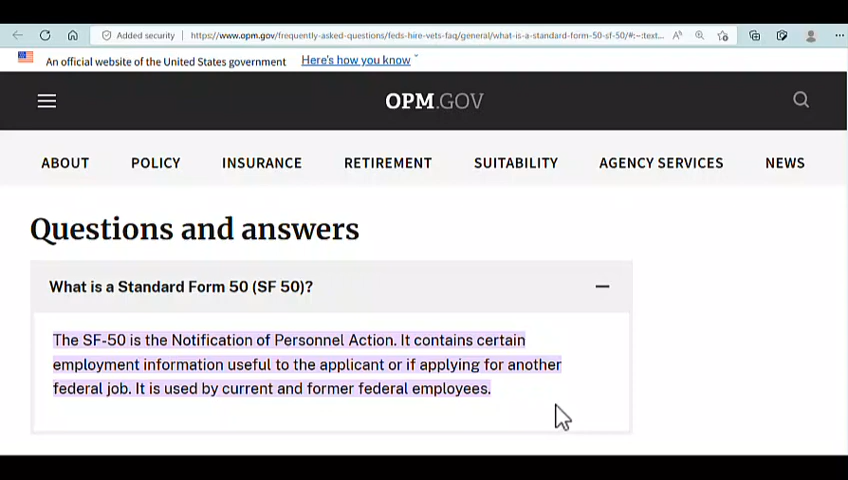 Added security https://www.opm.gov/frequently-asked-questions/feds-hire-vets-faq/general/what-is-a-standard-form-50-sf-50/#:~:text...
An official website of the United States government Here's how you know
OPM.GOV
ABOUT POLICY INSURANCE RETIREMENT SUITABILITY AGENCY SERVICES NEWS
Questions and answers
What is a Standard Form 50 (SF 50)?
The SF-50 is the Notification of Personnel Action. It contains certain
employment information useful to the applicant or if applying for another
federal job. It is used by current and former federal employees.